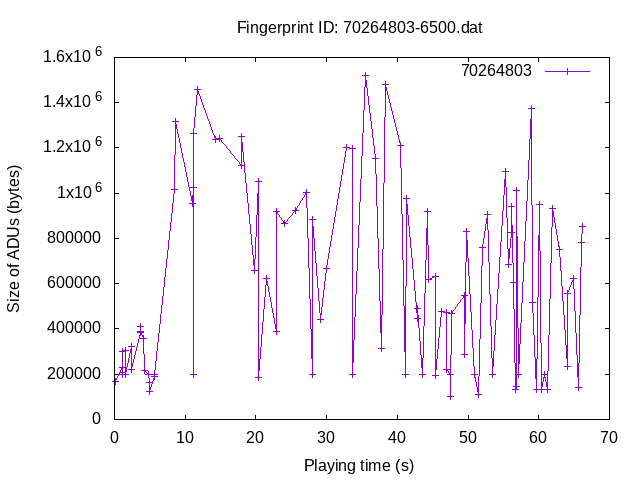 Fingerprint ID: 70264803-6500.dat
70264803
1.6x10^6
1.4x10^6
1.2x10^6
1x10^6
800000
600000
400000
200000
0
Size of ADUs (bytes)
0 10 20 30 40 50 60 70
Playing time (s)